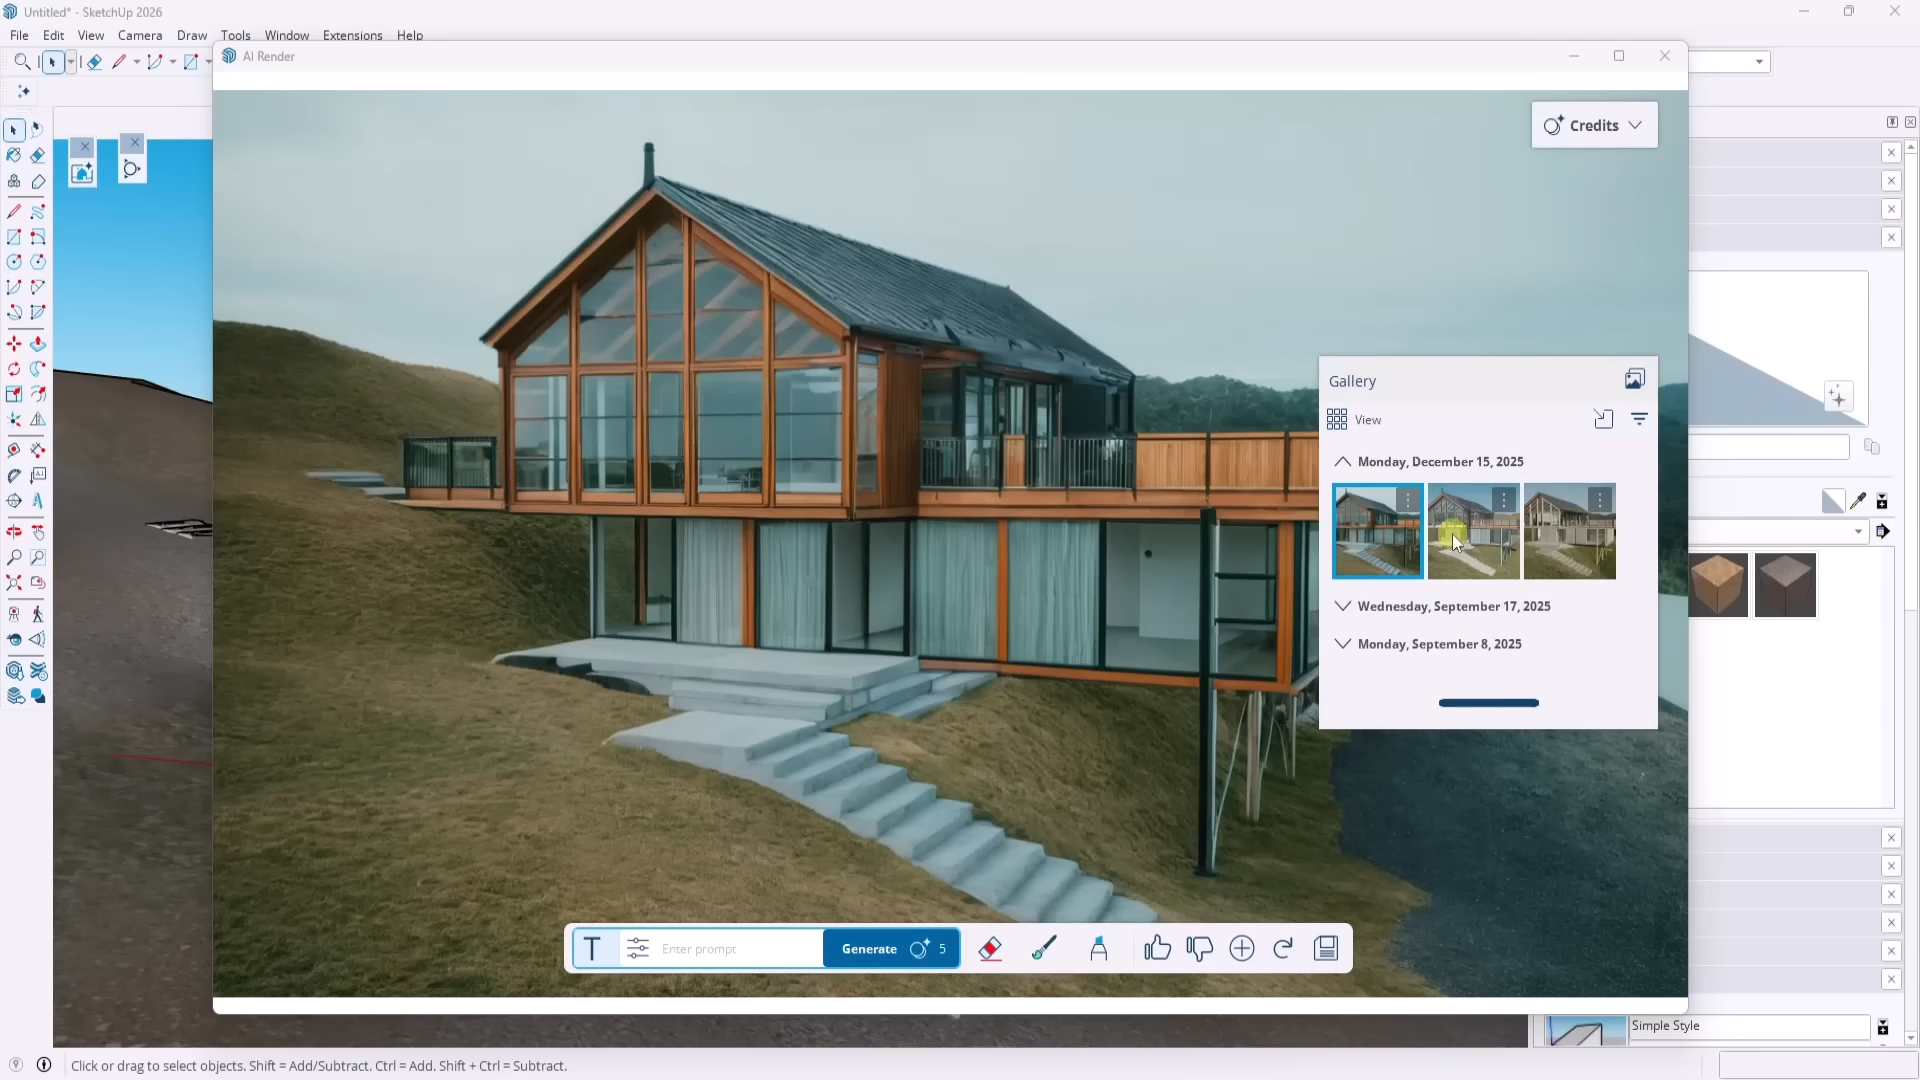 Untitled* - SketchUp 2026
File Edit View Camera Draw Tools Window Extensions Help
AI Render
Credits
Gallery
View
Monday, December 15, 2025
Wednesday, September 17, 2025
Monday, September 8, 2025
T Enter prompt Generate 5
Simple Style
Click or drag to select objects. Shift = Add/Subtract. Ctrl = Add. Shift + Ctrl = Subtract.